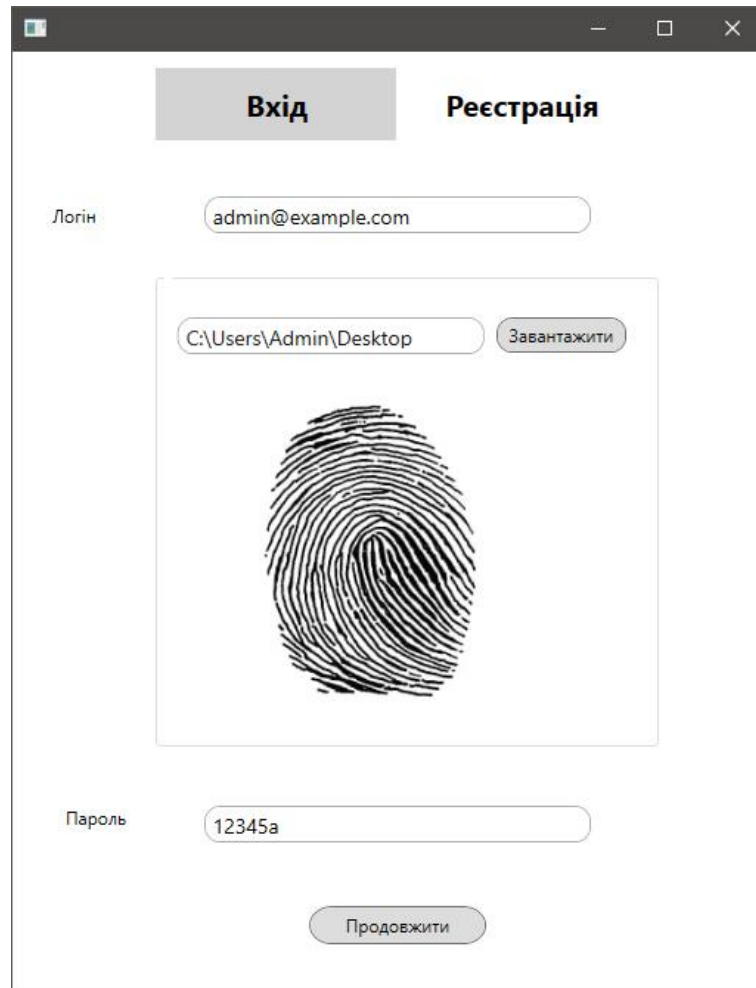 Вхід Реєстрація
Логін admin@example.com
C:\Users\Admin\Desktop Завантажити
Пароль 12345a
Продовжити